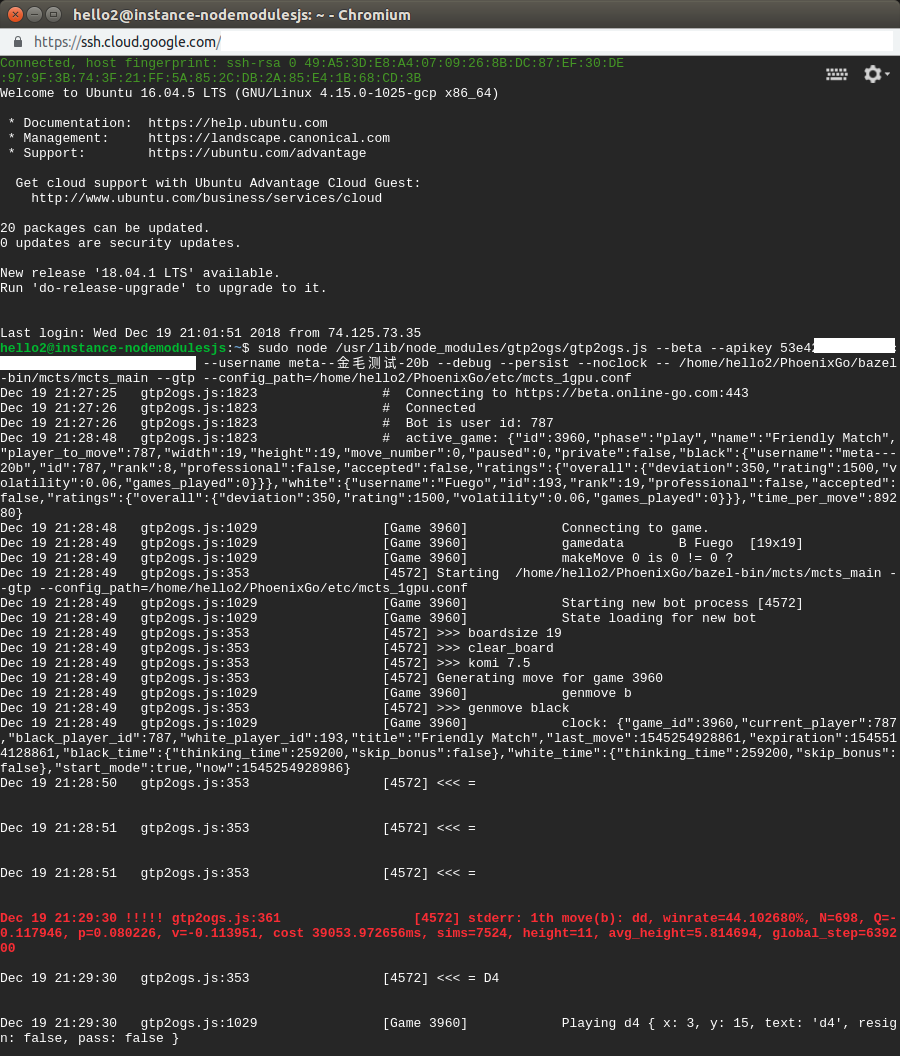 hello2@instance-nodemodulesjs: ~ - Chromium
https://ssh.cloud.google.com/
Connected, host fingerprint: ssh-rsa 0 49:A5:3D:E8:A4:07:09:26:8B:DC:87:EF:30:DE
:97:9F:3B:74:3F:21:FF:5A:85:2C:DB:2A:85:E4:1B:68:CD:3B
Welcome to Ubuntu 16.04.5 LTS (GNU/Linux 4.15.0-1025-gcp x86_64)
* Documentation:  https://help.ubuntu.com
* Management:     https://landscape.canonical.com
* Support:        https://ubuntu.com/advantage
Get cloud support with Ubuntu Advantage Cloud Guest:
http://www.ubuntu.com/business/services/cloud
20 packages can be updated.
0 updates are security updates.
New release '18.04.1 LTS' available.
Run 'do-release-upgrade' to upgrade to it.
Last login: Wed Dec 19 21:01:51 2018 from 74.125.73.35
hello2@instance-nodemodulesjs:~$ sudo node /usr/lib/node_modules/gtp2ogs/gtp2ogs.js --beta --apikey 53e42
--username meta--金毛测试-20b --debug --persist --noclock -- /home/hello2/PhoenixGo/bazel
-bin/mcts/mcts_main --gtp --config_path=/home/hello2/PhoenixGo/etc/mcts_1gpu.conf
Dec 19 21:27:25   gtp2ogs.js:1823                #  Connecting to https://beta.online-go.com:443
Dec 19 21:27:26   gtp2ogs.js:1823                #  Connected
Dec 19 21:27:26   gtp2ogs.js:1823                #  Bot is user id: 787
Dec 19 21:28:48   gtp2ogs.js:1823                #  active_game: {"id":3960,"phase":"play","name":"Friendly Match",
"player_to_move":787,"width":19,"height":19,"move_number":0,"paused":0,"private":false,"black":{"username":"meta---
20b","id":787,"rank":8,"professional":false,"accepted":false,"ratings":{"overall":{"deviation":350,"rating":1500,"v
olatility":0.06,"games_played":0}}},"white":{"username":"Fuego","id":193,"rank":19,"professional":false,"accepted":
false,"ratings":{"overall":{"deviation":350,"rating":1500,"volatility":0.06,"games_played":0}}},"time_per_move":892
80}
Dec 19 21:28:48   gtp2ogs.js:1029                [Game 3960]            Connecting to game.
Dec 19 21:28:49   gtp2ogs.js:1029                [Game 3960]            gamedata       B Fuego  [19x19]
Dec 19 21:28:49   gtp2ogs.js:1029                [Game 3960]            makeMove 0 is 0 != 0 ?
Dec 19 21:28:49   gtp2ogs.js:353                 [4572] Starting  /home/hello2/PhoenixGo/bazel-bin/mcts/mcts_main -
-gtp --config_path=/home/hello2/PhoenixGo/etc/mcts_1gpu.conf
Dec 19 21:28:49   gtp2ogs.js:1029                [Game 3960]            Starting new bot process [4572]
Dec 19 21:28:49   gtp2ogs.js:1029                [Game 3960]            State loading for new bot
Dec 19 21:28:49   gtp2ogs.js:353                 [4572] >>> boardsize 19
Dec 19 21:28:49   gtp2ogs.js:353                 [4572] >>> clear_board
Dec 19 21:28:49   gtp2ogs.js:353                 [4572] >>> komi 7.5
Dec 19 21:28:49   gtp2ogs.js:353                 [4572] Generating move for game 3960
Dec 19 21:28:49   gtp2ogs.js:1029                [Game 3960]            genmove b
Dec 19 21:28:49   gtp2ogs.js:353                 [4572] >>> genmove black
Dec 19 21:28:49   gtp2ogs.js:1029                [Game 3960]            clock: {"game_id":3960,"current_player":787
,"black_player_id":787,"white_player_id":193,"title":"Friendly Match","last_move":1545254928861,"expiration":154551
4128861,"black_time":{"thinking_time":259200,"skip_bonus":false},"white_time":{"thinking_time":259200,"skip_bonus":
false},"start_mode":true,"now":1545254928986}
Dec 19 21:28:50   gtp2ogs.js:353                 [4572] <<< =
Dec 19 21:28:51   gtp2ogs.js:353                 [4572] <<< =
Dec 19 21:28:51   gtp2ogs.js:353                 [4572] <<< =
Dec 19 21:29:30 !!!!! gtp2ogs.js:361                 [4572] stderr: 1th move(b): dd, winrate=44.102680%, N=698, Q=-
0.117946, p=0.080226, v=-0.113951, cost 39053.972656ms, sims=7524, height=11, avg_height=5.814694, global_step=6392
00
Dec 19 21:29:30   gtp2ogs.js:353                 [4572] <<< = D4
Dec 19 21:29:30   gtp2ogs.js:1029                [Game 3960]            Playing d4 { x: 3, y: 15, text: 'd4', resig
n: false, pass: false }